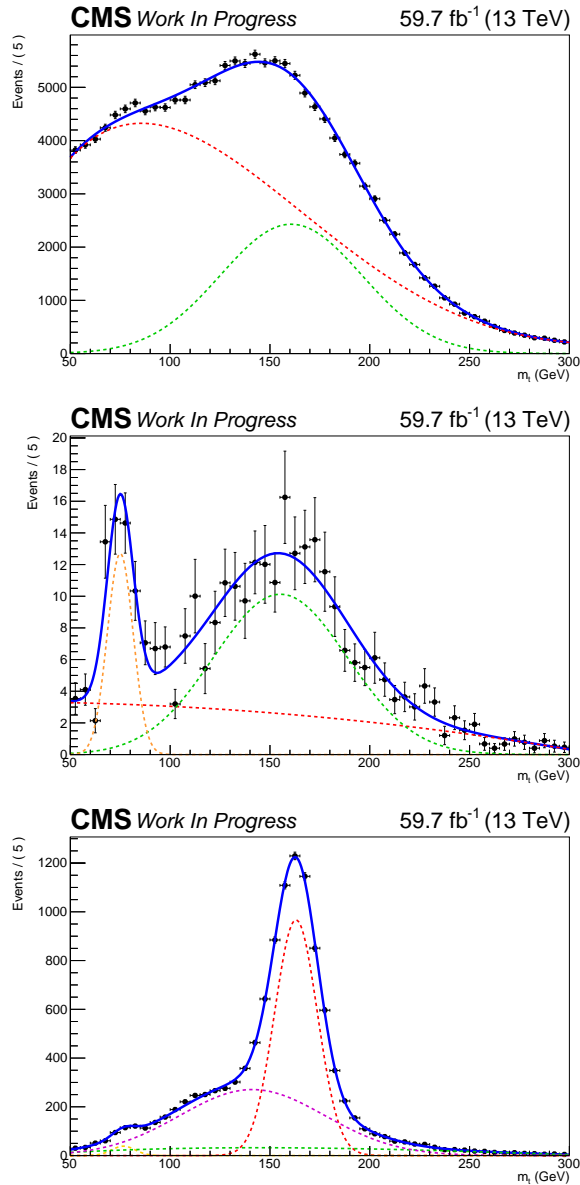 CMS Work In Progress 59.7 fb⁻¹ (13 TeV)
Events / ( 5 )
5000
4000
3000
2000
1000
0
50 100 150 200 250 300
mₜ (GeV)
CMS Work In Progress 59.7 fb⁻¹ (13 TeV)
Events / ( 5 )
20
18
16
14
12
10
8
6
4
2
0
50 100 150 200 250 300
mₜ (GeV)
CMS Work In Progress 59.7 fb⁻¹ (13 TeV)
Events / ( 5 )
1200
1000
800
600
400
200
0
50 100 150 200 250 300
mₜ (GeV)